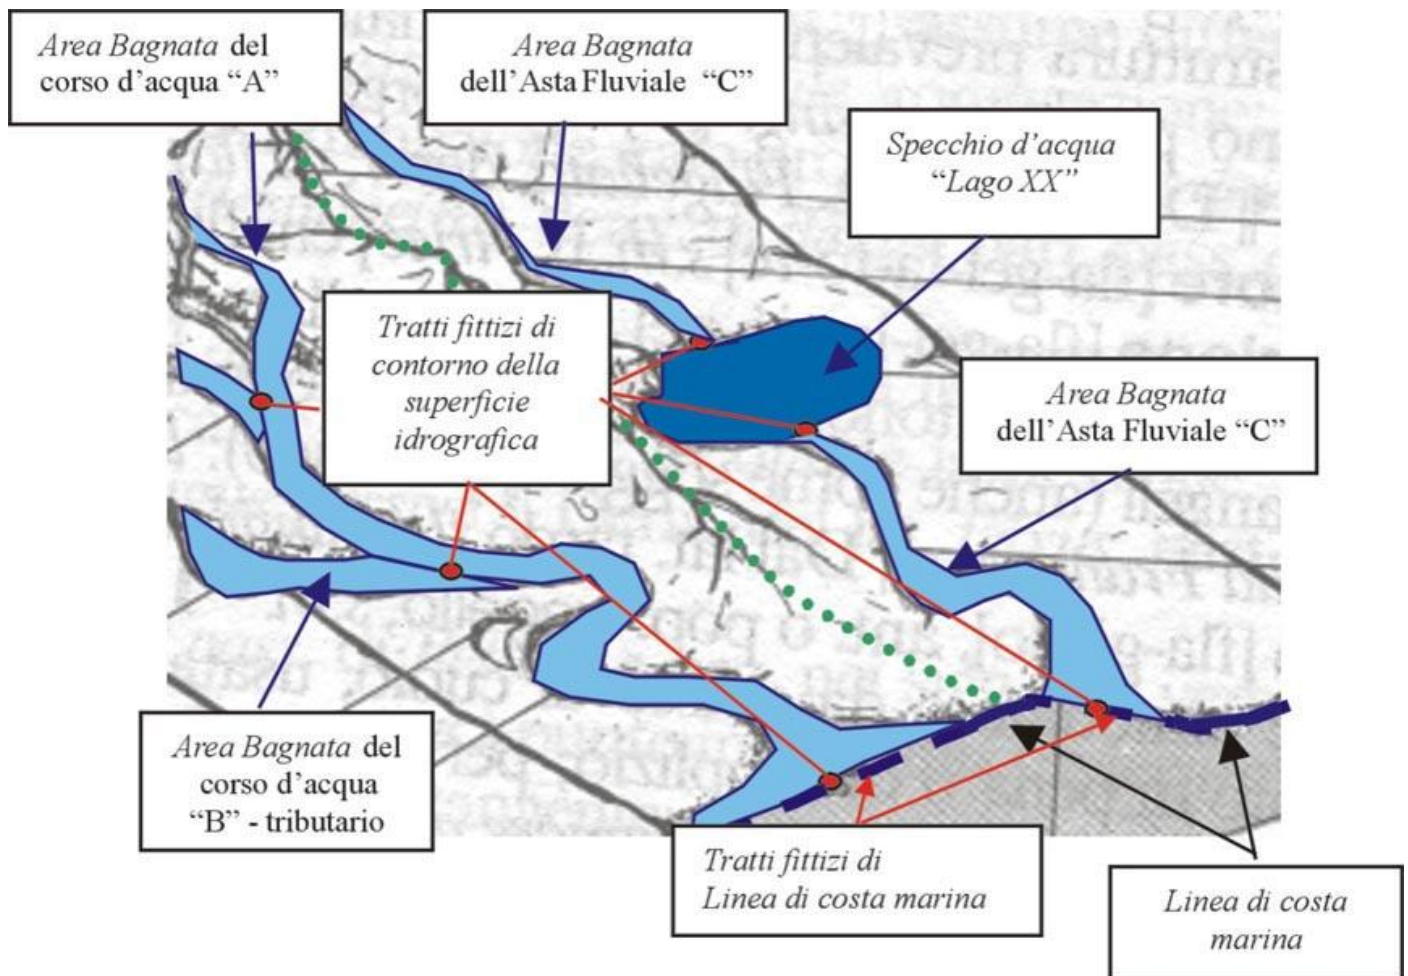 Area Bagnata del
corso d’acqua “A”
Area Bagnata
dell’Asta Fluviale “C”
Specchio d’acqua
“Lago XX”
Tratti fittizi di
contorno della
superficie
idrografica
Area Bagnata
dell’Asta Fluviale “C”
Area Bagnata del
corso d’acqua
“B” - tributario
Tratti fittizi di
Linea di costa marina
Linea di costa
marina